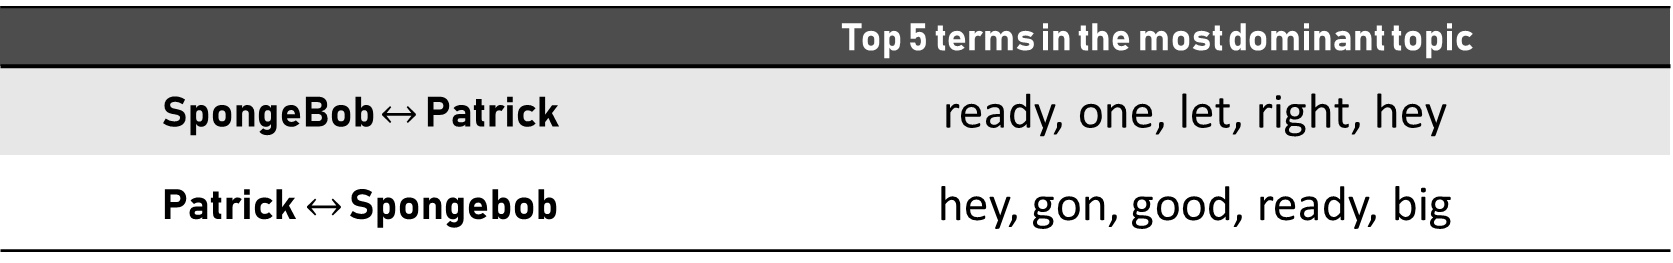 Top 5 terms in the most dominant topic
SpongeBob ↔ Patrick ready, one, let, right, hey
Patrick ↔ Spongebob hey, gon, good, ready, big